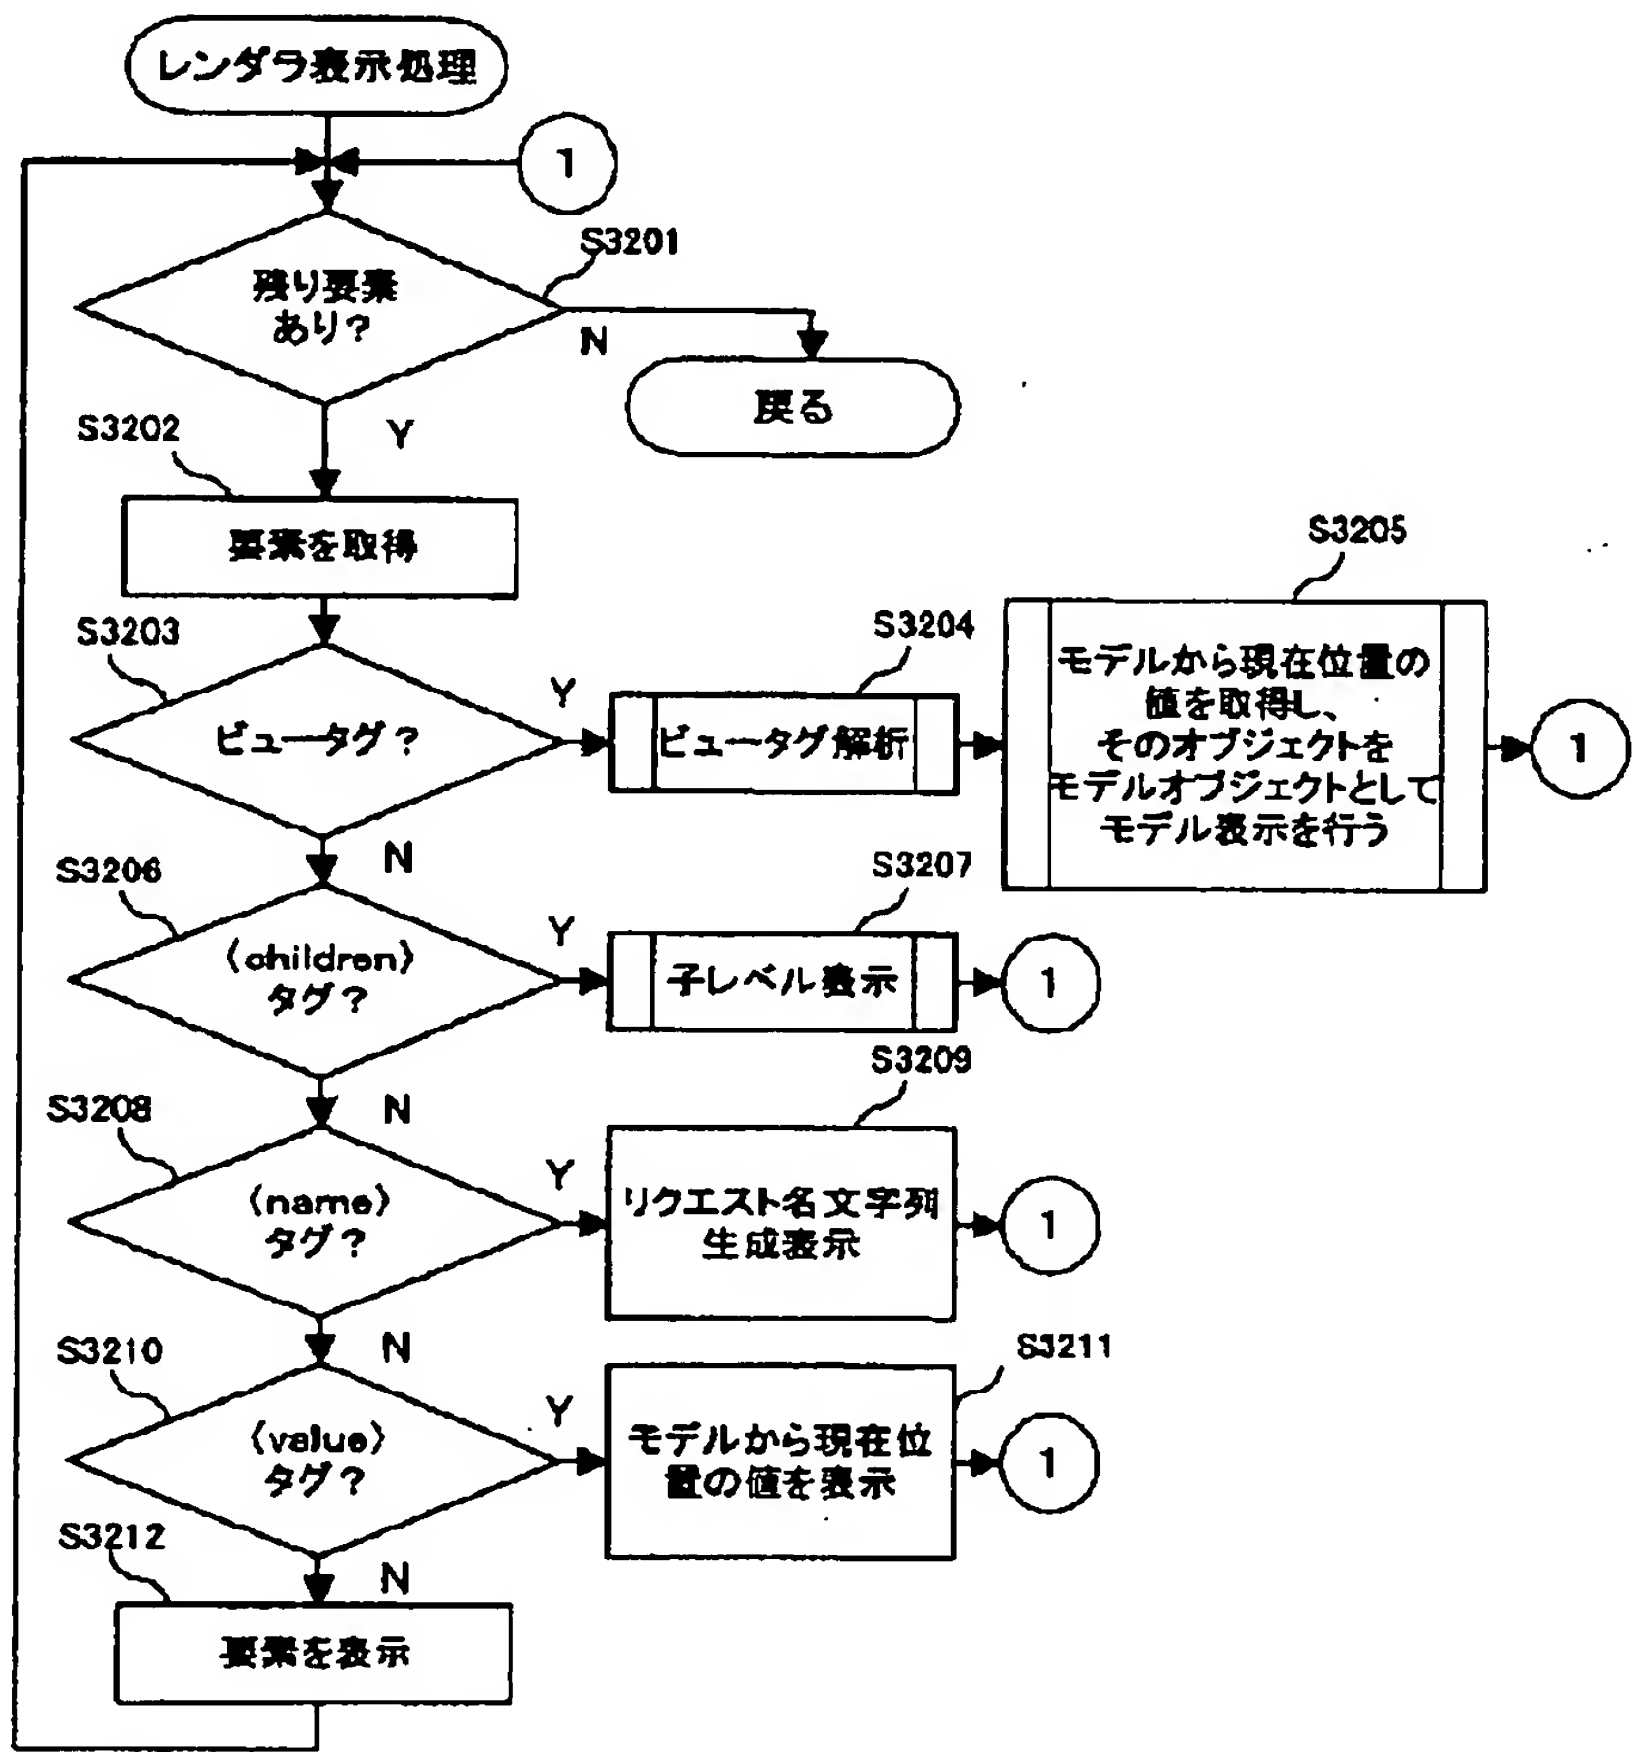 レンダラ表示処理
1
S3201
残り要素
あり?
N
戻る
S3202
Y
要素を取得
S3203
ビュータグ?
Y
S3204
ビュータグ解析
S3205
モデルから現在位置の
値を取得し、
そのオブジェクトを
モデルオブジェクトとして
モデル表示を行う
1
N
S3206
〈children〉
タグ?
Y
S3207
子レベル表示
1
N
S3208
〈name〉
タグ?
Y
S3209
リクエスト名文字列
生成表示
1
N
S3210
〈value〉
タグ?
Y
S3211
モデルから現在位
置の値を表示
1
N
S3212
要素を表示